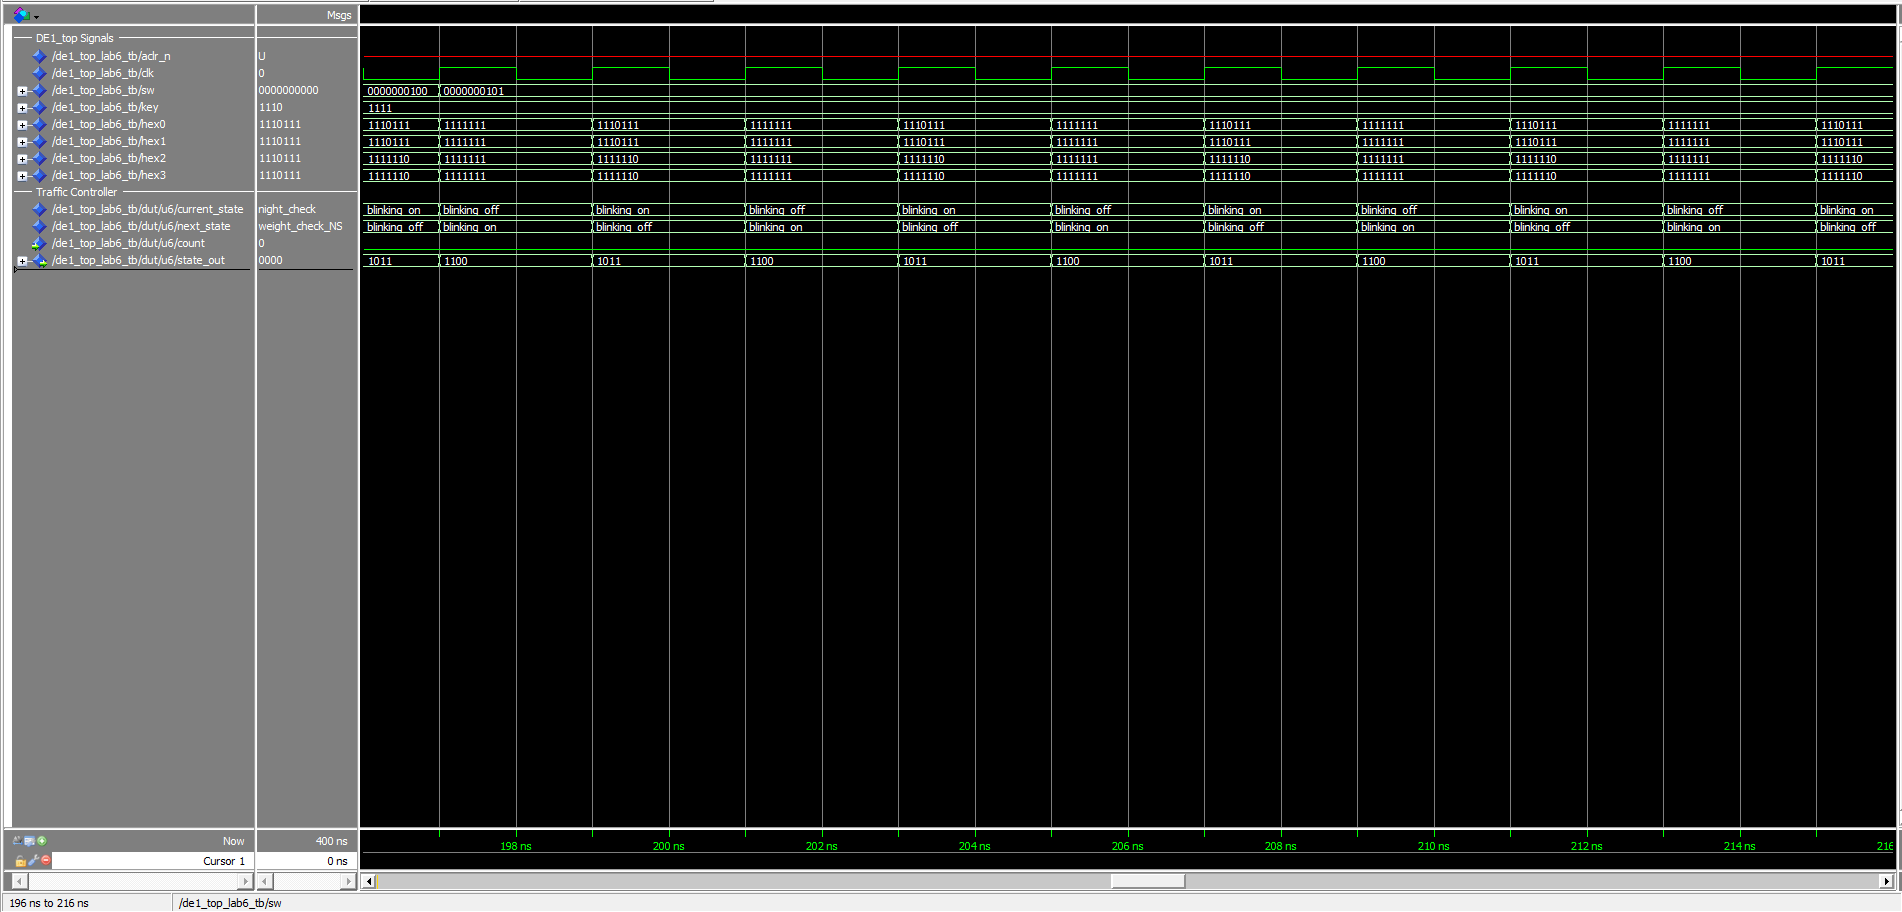 Msgs
DE1_top Signals
/de1_top_lab6_tb/aclr_n U
/de1_top_lab6_tb/clk 0
/de1_top_lab6_tb/sw 0000000000 0000000100 0000000101
/de1_top_lab6_tb/key 1110 1111
/de1_top_lab6_tb/hex0 1110111 1110111 1111111 1110111 1111111 1110111 1111111 1110111 1111111 1110111 1111111 1110111
/de1_top_lab6_tb/hex1 1110111 1110111 1111111 1110111 1111111 1110111 1111111 1110111 1111111 1110111 1111111 1110111
/de1_top_lab6_tb/hex2 1110111 1111110 1111111 1111110 1111111 1111110 1111111 1111110 1111111 1111110 1111111 1111110
/de1_top_lab6_tb/hex3 1110111 1111110 1111111 1111110 1111111 1111110 1111111 1111110 1111111 1111110 1111111 1111110
Traffic Controller
/de1_top_lab6_tb/dut/u6/current_state night_check blinking_on blinking_off blinking_on blinking_off blinking_on blinking_off blinking_on blinking_off blinking_on blinking_off blinking_on
/de1_top_lab6_tb/dut/u6/next_state weight_check_NS blinking_off blinking_on blinking_off blinking_on blinking_off blinking_on blinking_off blinking_on blinking_off blinking_on blinking_off
/de1_top_lab6_tb/dut/u6/count 0
/de1_top_lab6_tb/dut/u6/state_out 0000 1011 1100 1011 1100 1011 1100 1011 1100 1011 1100 1011
Now 400 ns 198 ns 200 ns 202 ns 204 ns 206 ns 208 ns 210 ns 212 ns 214 ns 216
Cursor 1 0 ns
196 ns to 216 ns /de1_top_lab6_tb/sw